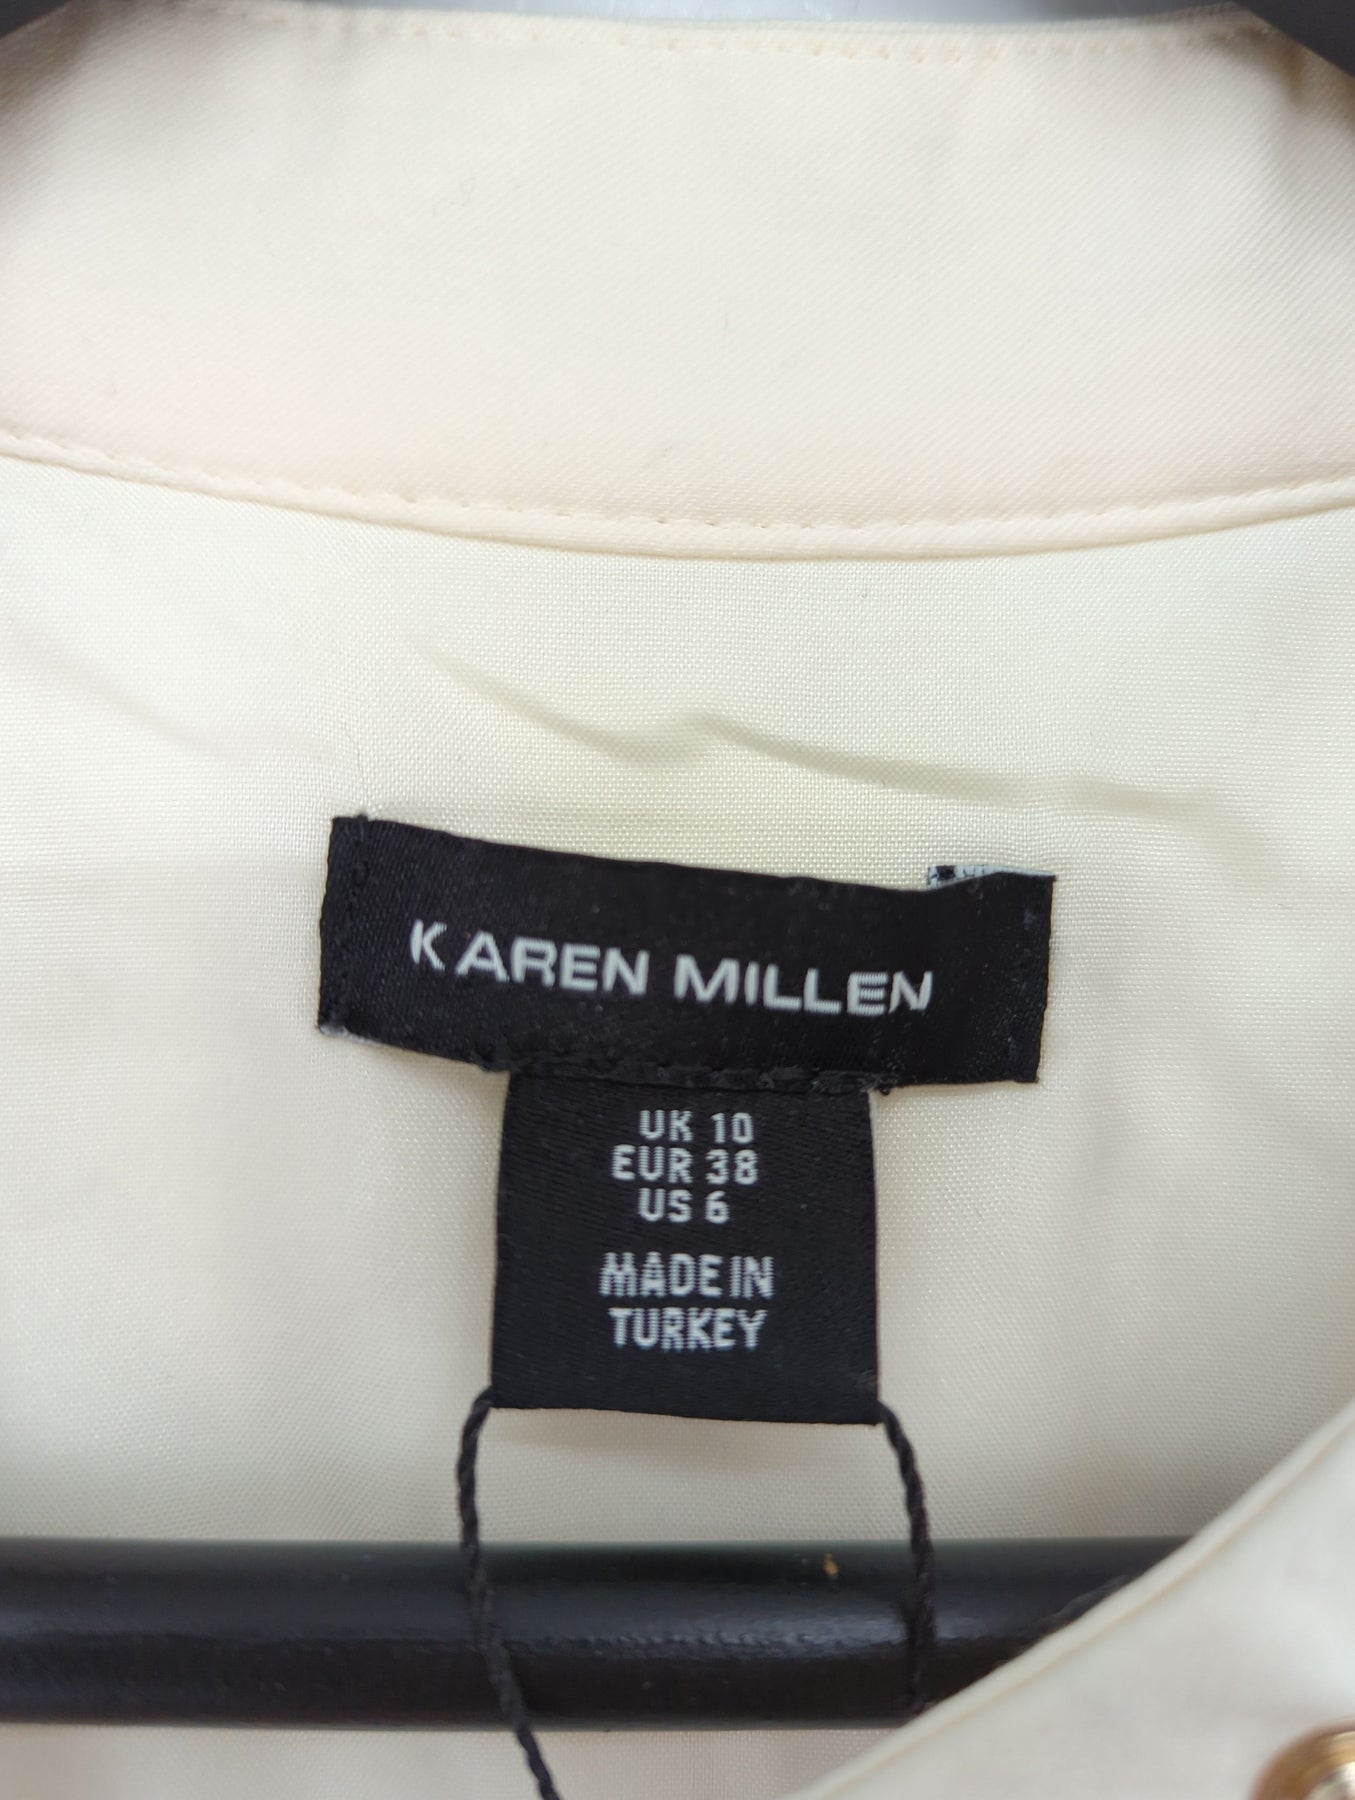 KAREN MILLEN
UK 10
EUR 38
US 6
MADE IN
TURKEY